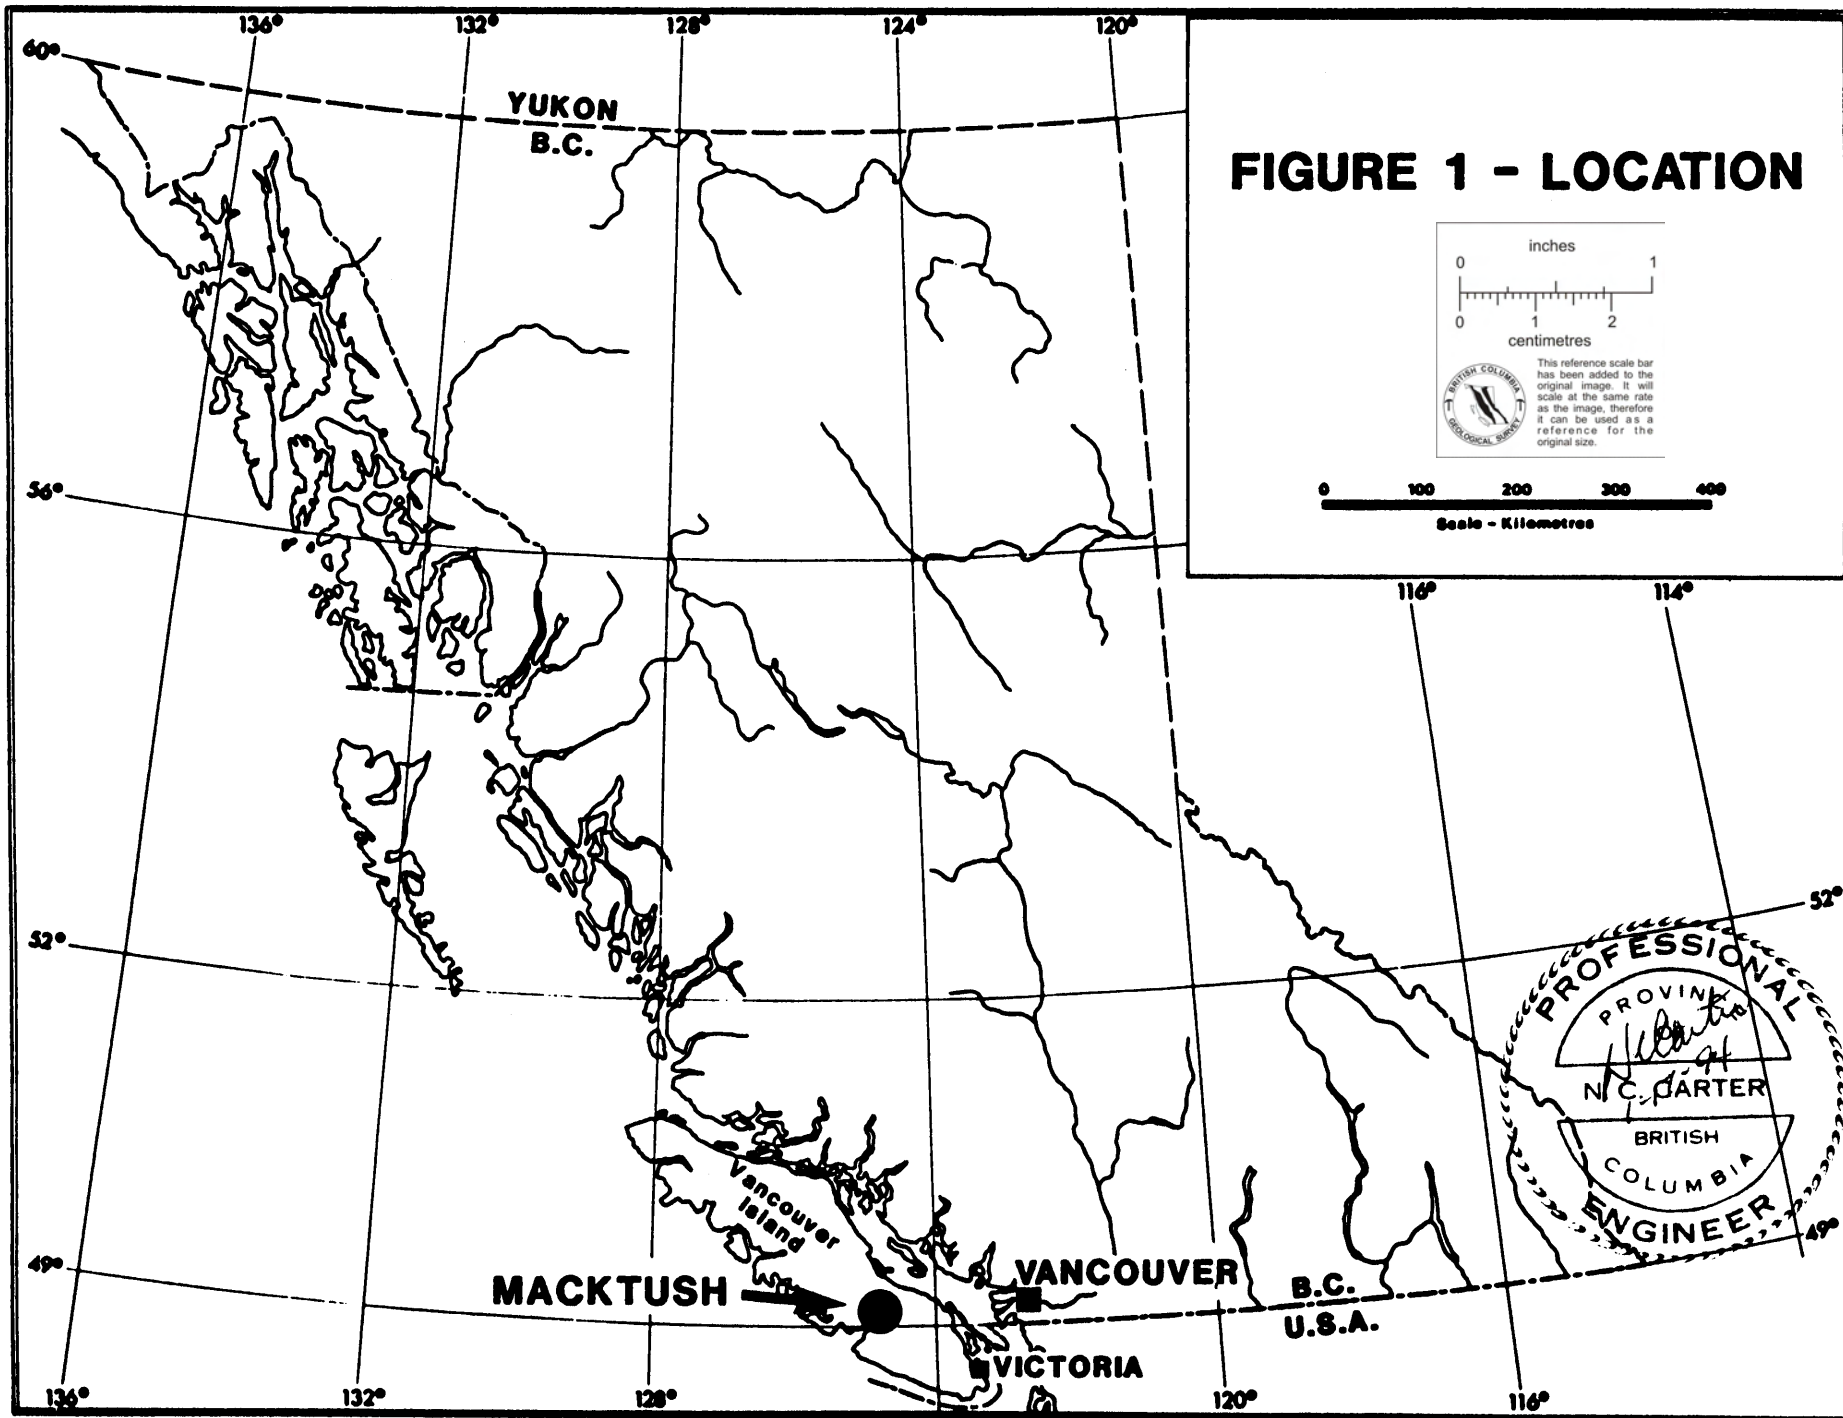 136° 132° 128° 124° 120°
60°
YUKON
B.C.
FIGURE 1 - LOCATION
inches
0 1
0 1 2
centimetres
This reference scale bar
has been added to the
original image. It will
scale at the same rate
as the image, therefore
it can be used as a
reference for the
original size.
BRITISH COLUMBIA
GEOLOGICAL SURVEY
0 100 200 300 400
Scale - Kilometres
56°
116° 114°
52°
52°
PROFESSIONAL
N. C. CARTER
BRITISH
COLUMBIA
ENGINEER
Vancouver
Island
49°
49°
MACKTUSH
VANCOUVER
B.C.
U.S.A.
VICTORIA
136° 132° 128° 120° 116°